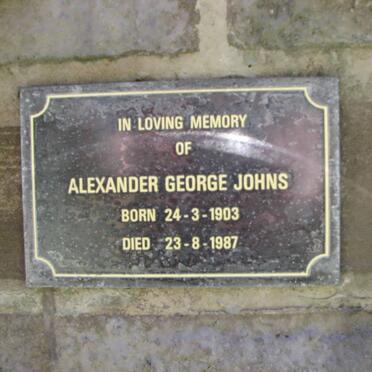 IN LOVING MEMORY
OF
ALEXANDER GEORGE JOHNS
BORN 24-3-1903
DIED 23-8-1987